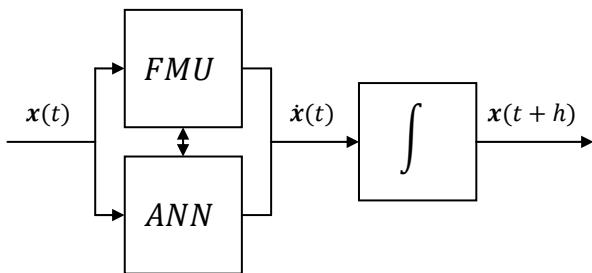 FMU
x(t)
ẋ(t)
∫
x(t + h)
ANN